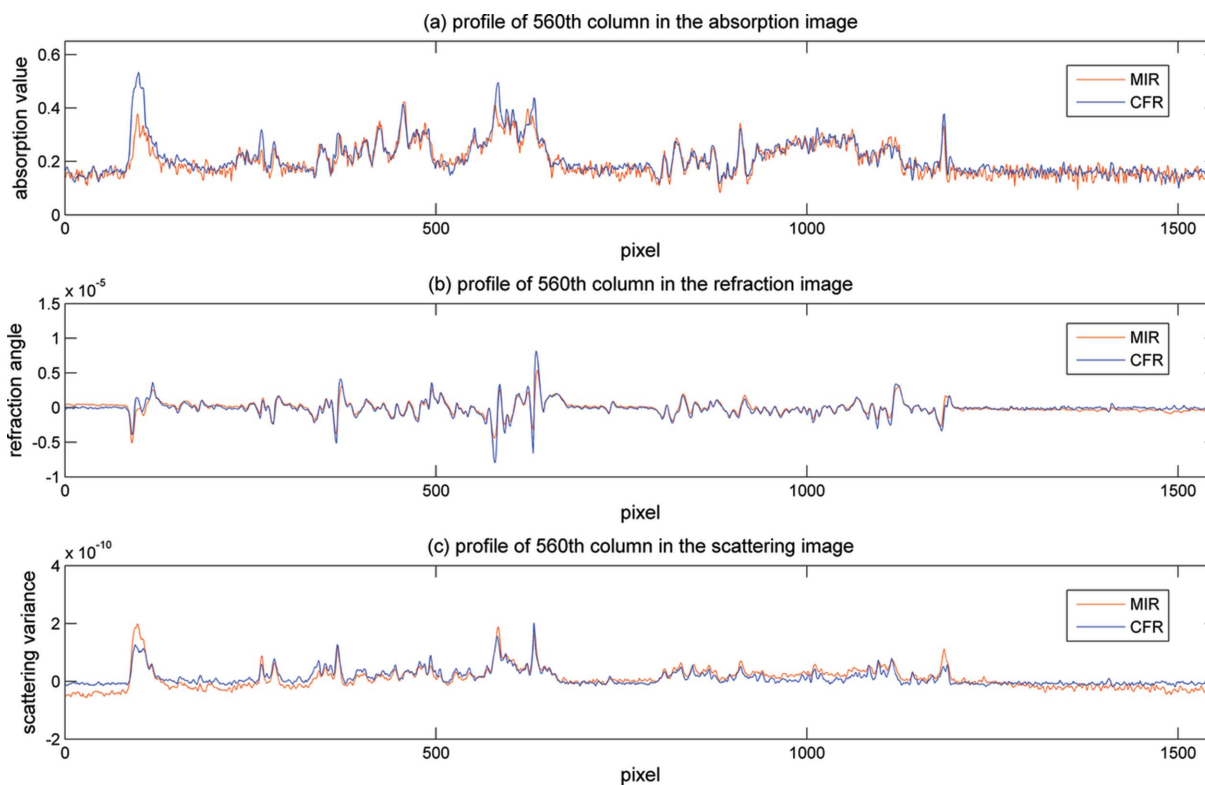 (a) profile of 560th column in the absorption image
absorption value
0.6
0.4
0.2
0
MIR
CFR
0
500
1000
1500
pixel
(b) profile of 560th column in the refraction image
x 10⁻⁵
refraction angle
1.5
1
0.5
0
-0.5
-1
MIR
CFR
0
500
1000
1500
pixel
(c) profile of 560th column in the scattering image
x 10⁻¹⁰
scattering variance
4
2
0
-2
MIR
CFR
0
500
1000
1500
pixel